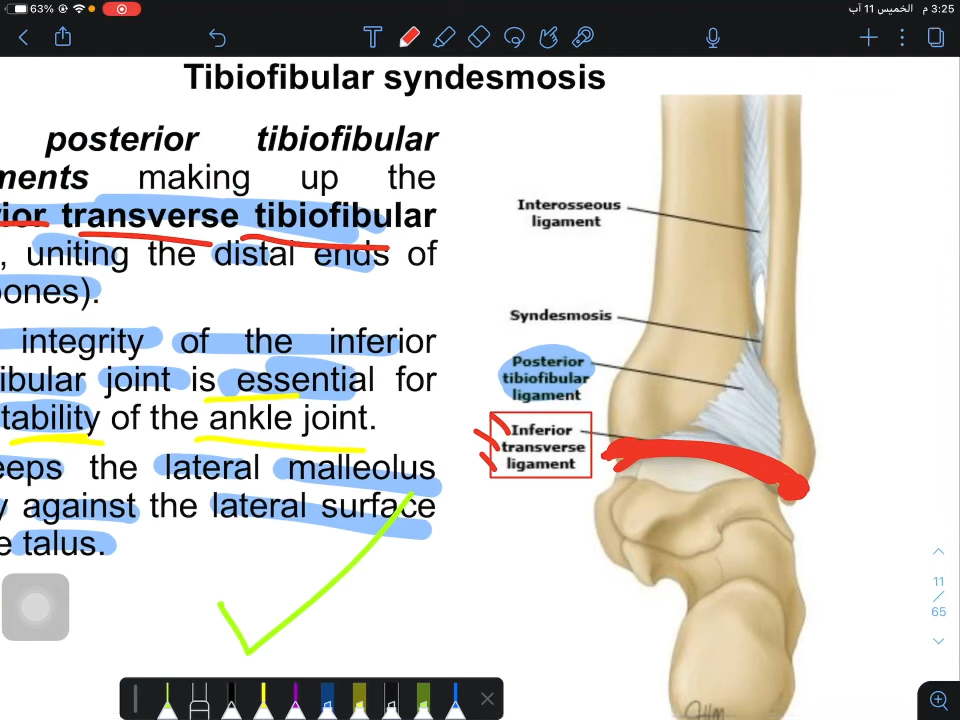 63%
3:25 م الخميس 11 آب
Tibiofibular syndesmosis
posterior tibiofibular
ments making up the
ior transverse tibiofibular
, uniting the distal ends of
ones).
integrity of the inferior
ibular joint is essential for
tability of the ankle joint.
eeps the lateral malleolus
y against the lateral surface
e talus.
Interosseous
ligament
Syndesmosis
Posterior
tibiofibular
ligament
Inferior
transverse
ligament
11
/
65